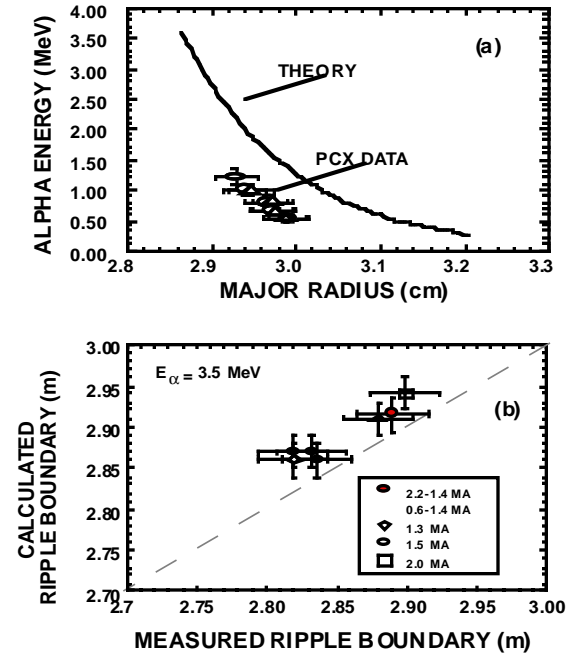 4.00
3.50
3.00
2.50
2.00
1.50
1.00
0.50
0.00
ALPHA ENERGY (MeV)
(a)
THEORY
PCX DATA
2.8 2.9 3.0 3.1 3.2 3.3
MAJOR RADIUS (cm)
3.00
2.95
2.90
2.85
2.80
2.75
2.70
CALCULATED
RIPPLE BOUNDARY (m)
Eα = 3.5 MeV
(b)
2.2-1.4 MA
0.6-1.4 MA
1.3 MA
1.5 MA
2.0 MA
2.7 2.80 2.85 2.90 2.95 3.00
MEASURED RIPPLE BOUNDARY (m)